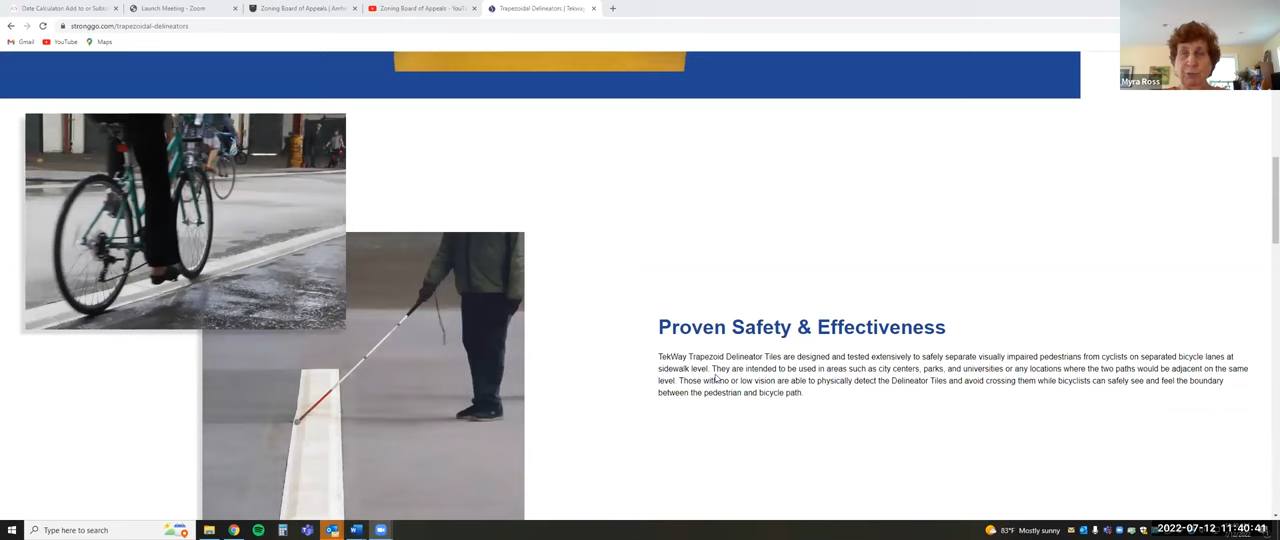 Date Calculator: Add to or Subtr
Launch Meeting - Zoom
Zoning Board of Appeals | Amhe
Zoning Board of Appeals - YouTu
Trapezoidal Delineators | Tekway
stronggo.com/trapezoidal-delineators
Gmail
YouTube
Maps
Myra Ross
Proven Safety & Effectiveness
TekWay Trapezoid Delineator Tiles are designed and tested extensively to safely separate visually impaired pedestrians from cyclists on separated bicycle lanes at
sidewalk level. They are intended to be used in areas such as city centers, parks, and universities or any locations where the two paths would be adjacent on the same
level. Those with no or low vision are able to physically detect the Delineator Tiles and avoid crossing them while bicyclists can safely see and feel the boundary
between the pedestrian and bicycle path.
Type here to search
83°F Mostly sunny
2022-07-12 11:40:41